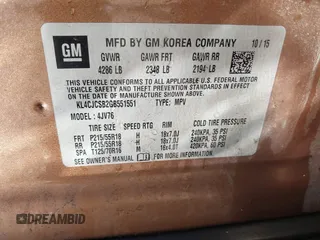 GM
MFD BY GM KOREA COMPANY 10/15
GVWR GAWR FRT GAWR RR
4286 LB 2348 LB 2194 LB
THIS VEHICLE CONFORMS TO ALL APPLICABLE
U.S. FEDERAL MOTOR VEHICLE SAFETY, BUMPER,
AND THEFT PREVENTION STANDARDS IN EFFECT ON THE
DATE OF MANUFACTURE SHOWN ABOVE.
KL4CJCSB2GB551551 TYPE: MPV
MODEL: 4JV76
TIRE SIZE SPEED RTG RIM COLD TIRE PRESSURE
FRT P215/55R18 H 18x7.0J 240KPA, 35 PSI
RR P215/55R18 H 18x7.0J 240KPA, 35 PSI
SPA T125/70R16 M 16x4.0T 420KPA, 60 PSI
SEE OWNER'S MANUAL FOR MORE INFORMATION.
DREAMBID